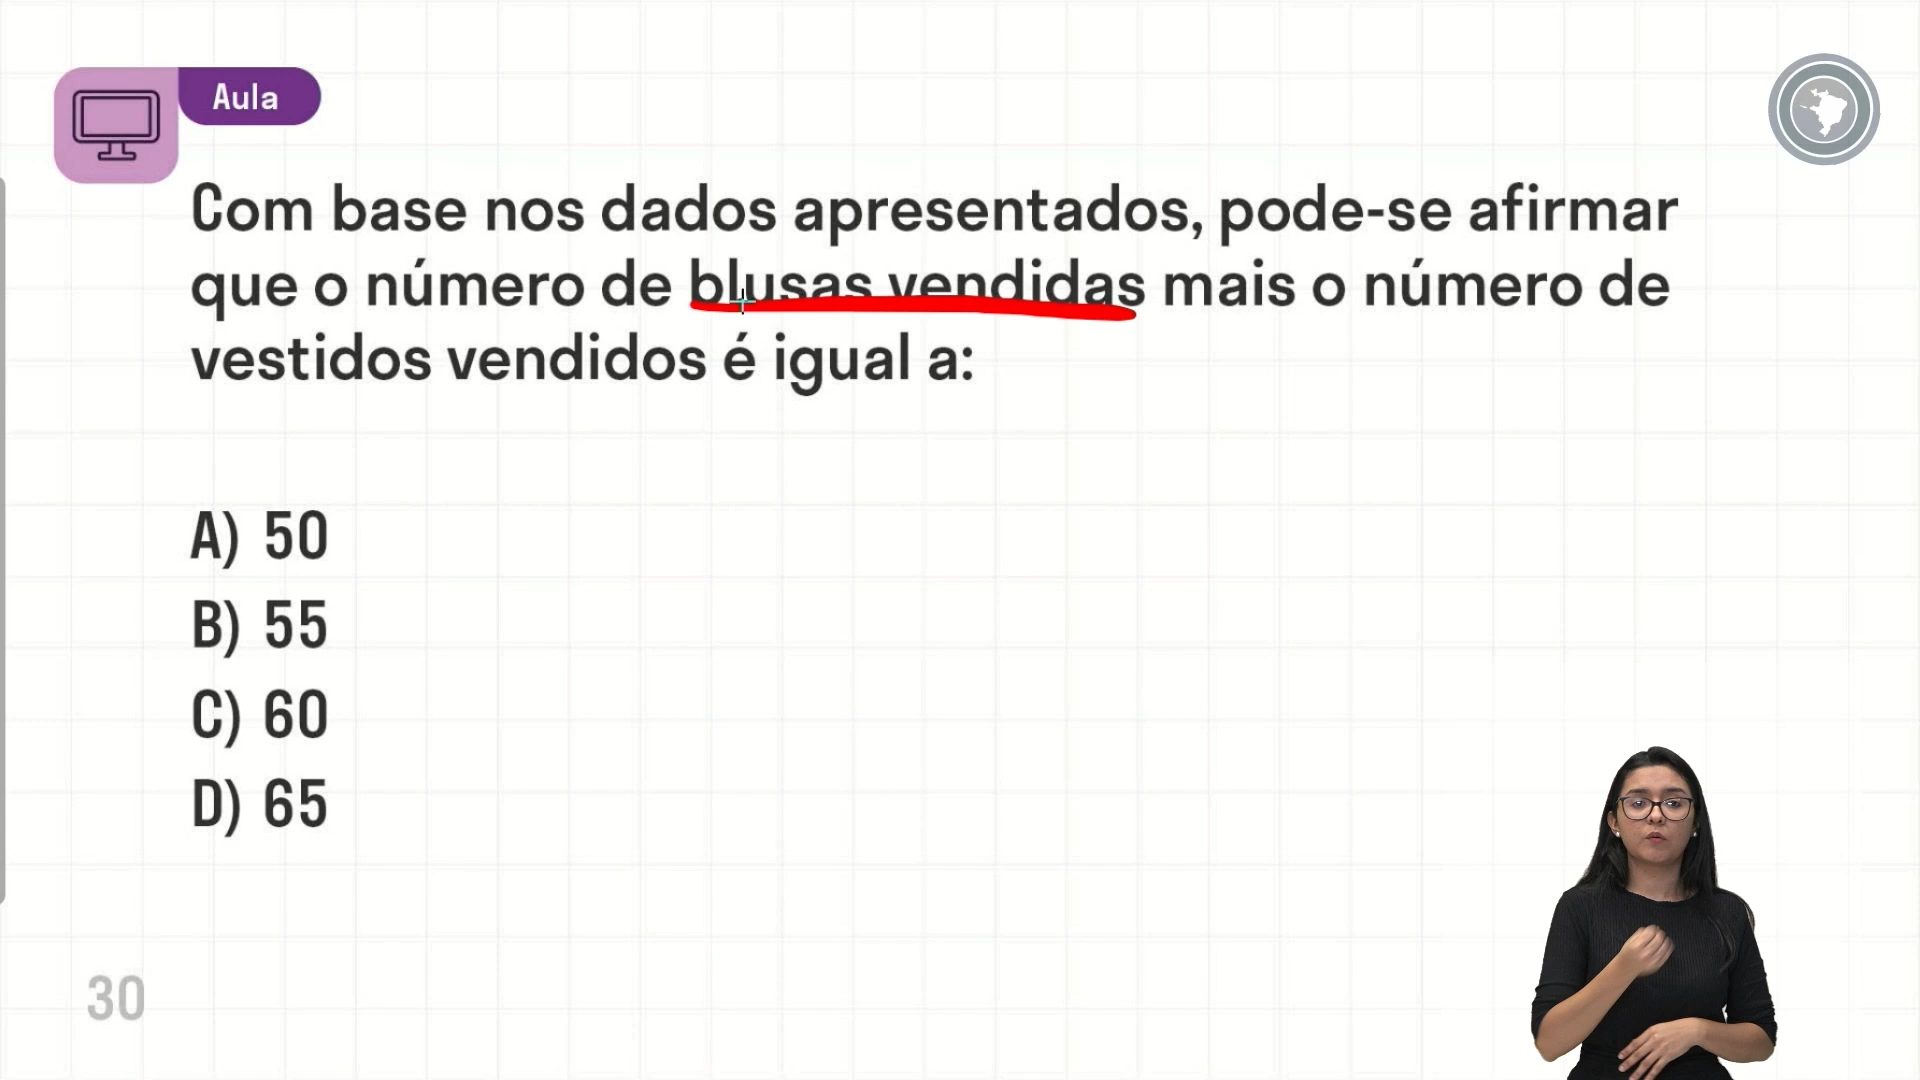 Aula
Com base nos dados apresentados, pode-se afirmar
que o número de blusas vendidas mais o número de
vestidos vendidos é igual a:
A) 50
B) 55
C) 60
D) 65
30